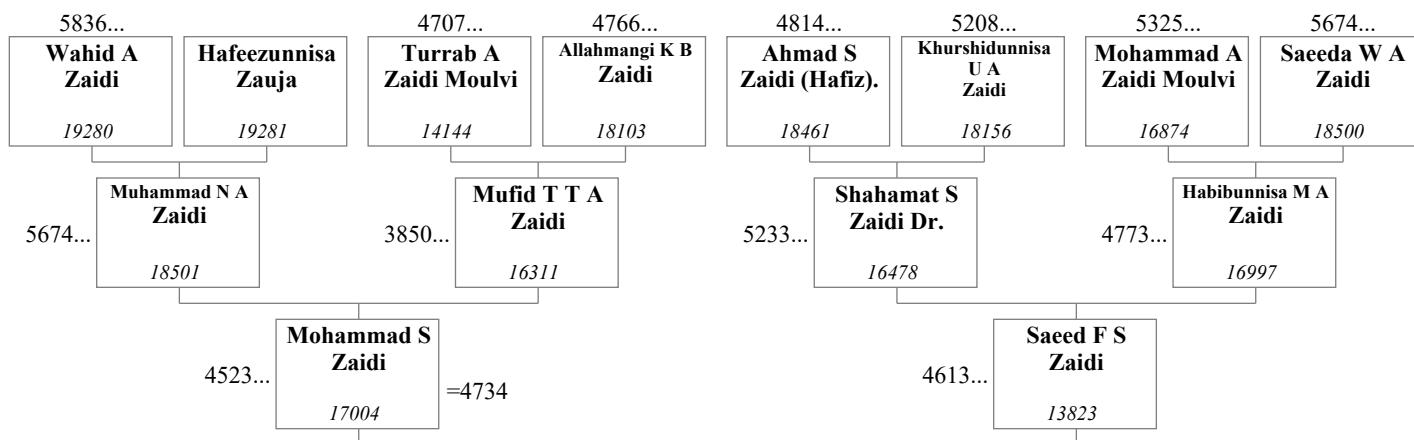 5836...
4707...
4766...
4814...
5208...
5325...
5674...
Wahid A
Zaidi
19280
Hafeezunnisa
Zauja
19281
Turrab A
Zaidi Moulvi
14144
Allahmangi K B
Zaidi
18103
Ahmad S
Zaidi (Hafiz).
18461
Khurshidunnisa
U A
Zaidi
18156
Mohammad A
Zaidi Moulvi
16874
Saeeda W A
Zaidi
18500
5674...
Muhammad N A
Zaidi
18501
3850...
Mufid T T A
Zaidi
16311
5233...
Shahamat S
Zaidi Dr.
16478
4773...
Habibunnisa M A
Zaidi
16997
4523...
Mohammad S
Zaidi
17004
=4734
4613...
Saeed F S
Zaidi
13823